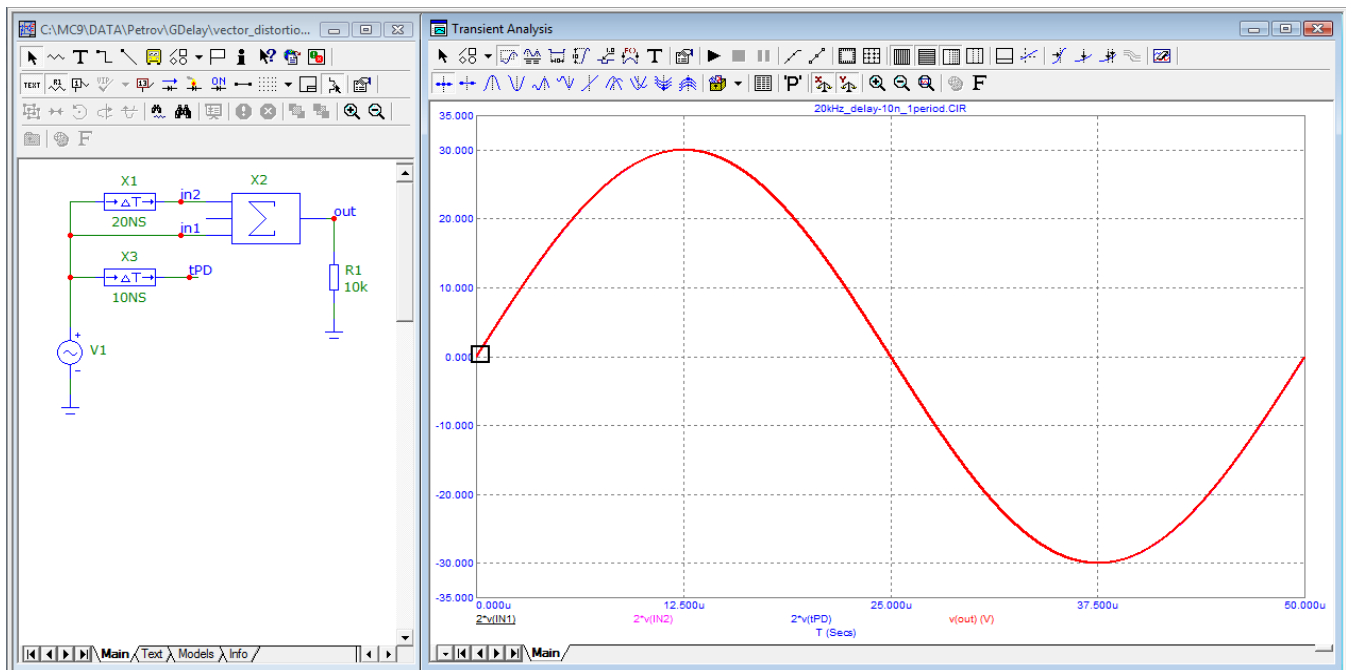 C:\MC9\DATA\Petrov\GDelay\vector_distortio...
TEXT
Main Text Models Info
X1
ΔT
20NS
in2
X2
Σ
out
in1
X3
ΔT
10NS
tPD
R1
10k
V1
+
-
Transient Analysis
T
'P'
F
20kHz_delay-10n_1period.CIR
35.000
30.000
20.000
10.000
0.000
-10.000
-20.000
-30.000
-35.000
0.000u 12.500u 25.000u 37.500u 50.000u
2*v(IN1) 2*v(IN2) 2*v(tPD) v(out) (V)
T (Secs)
Main